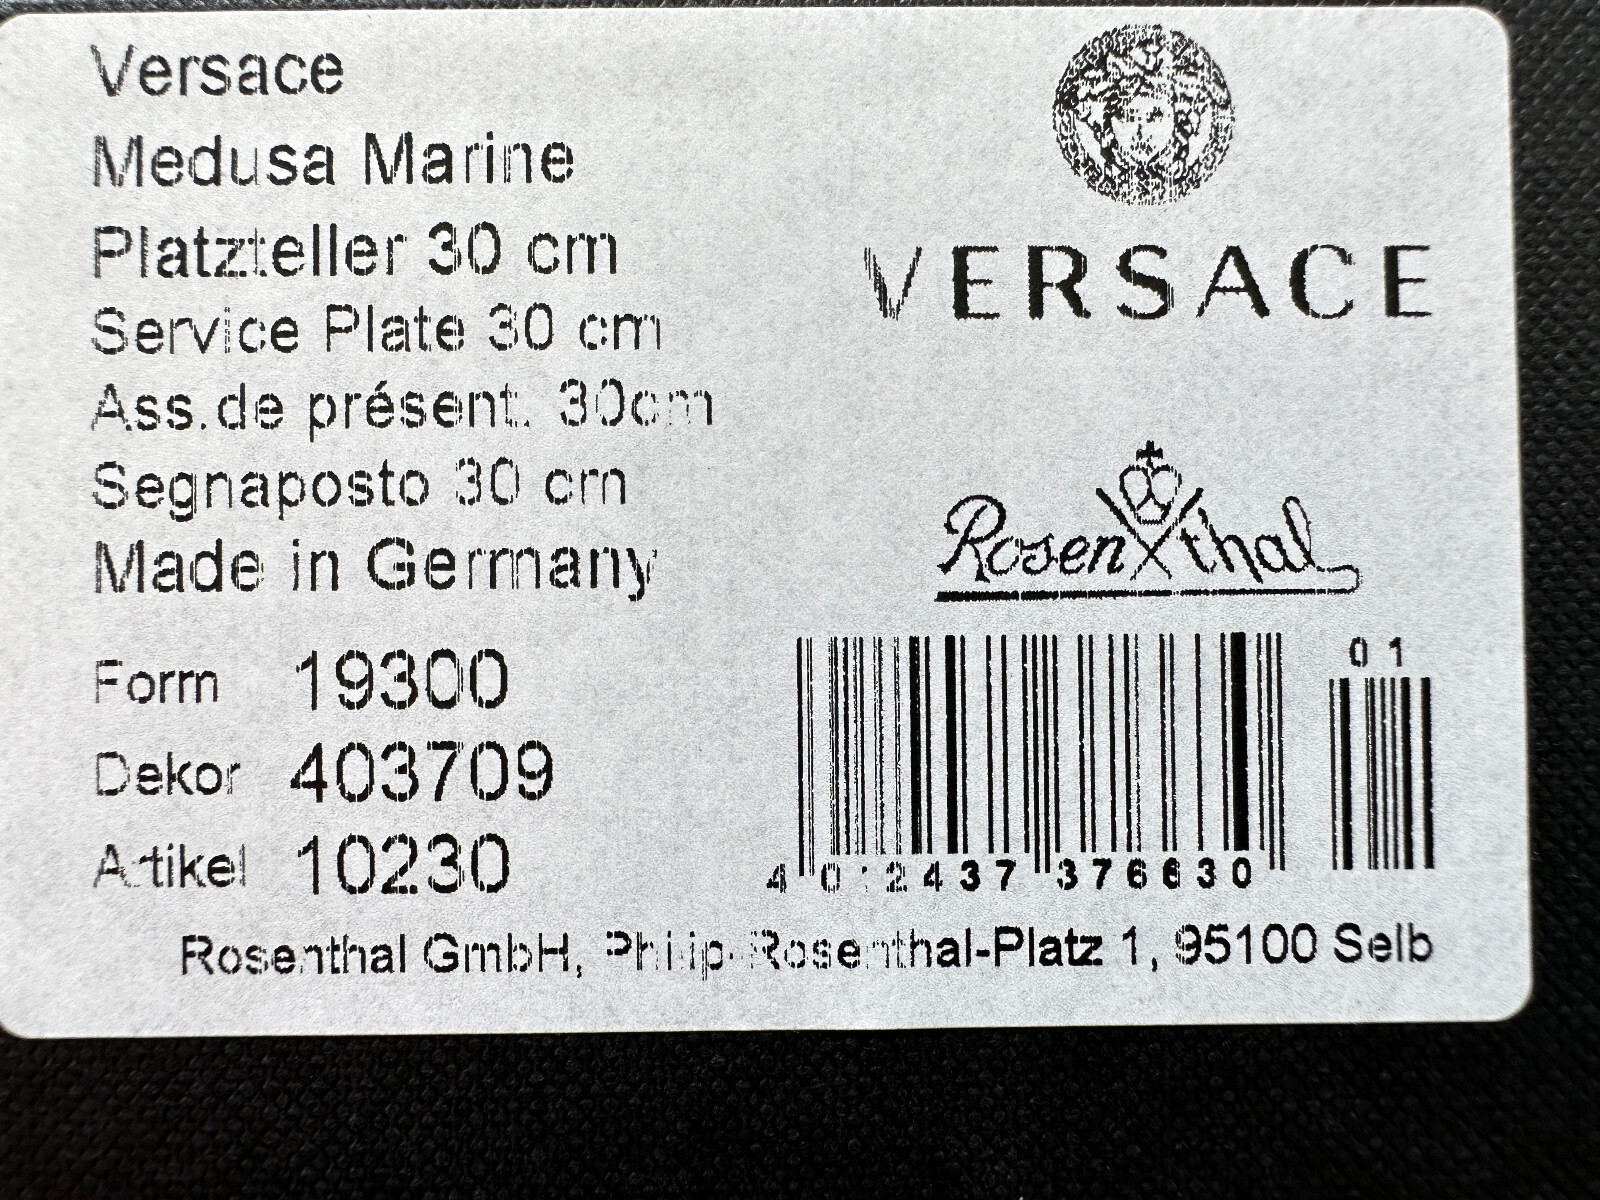 Versace
Medusa Marine
Platzteller 30 cm
Service Plate 30 cm
Ass.de présent. 30cm
Segnaposto 30 cm
Made in Germany
Form 19300
Dekor 403709
Artikel 10230
VERSACE
Rosenthal
01
4 012437 376630
Rosenthal GmbH, Philip-Rosenthal-Platz 1, 95100 Selb